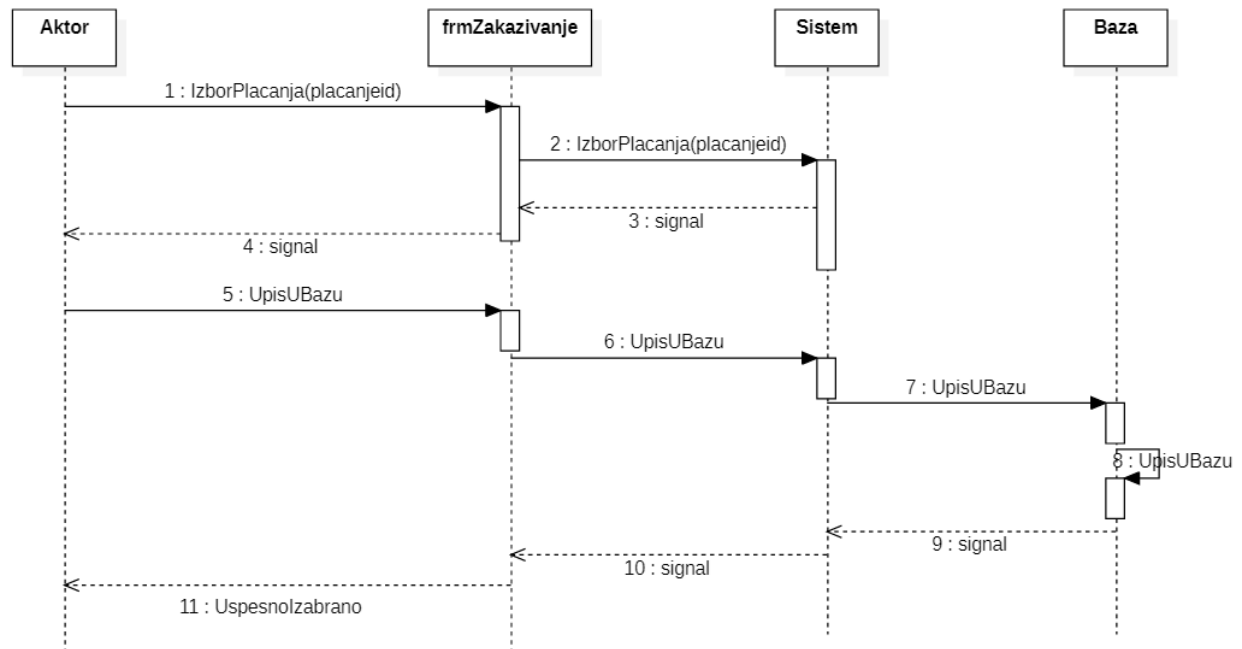 Aktor
frmZakazivanje
Sistem
Baza
1 : IzborPlacanja(placanjeid)
2 : IzborPlacanja(placanjeid)
3 : signal
4 : signal
5 : UpisUBazu
6 : UpisUBazu
7 : UpisUBazu
8 : UpisUBazu
9 : signal
10 : signal
11 : UspesnoIzabrano